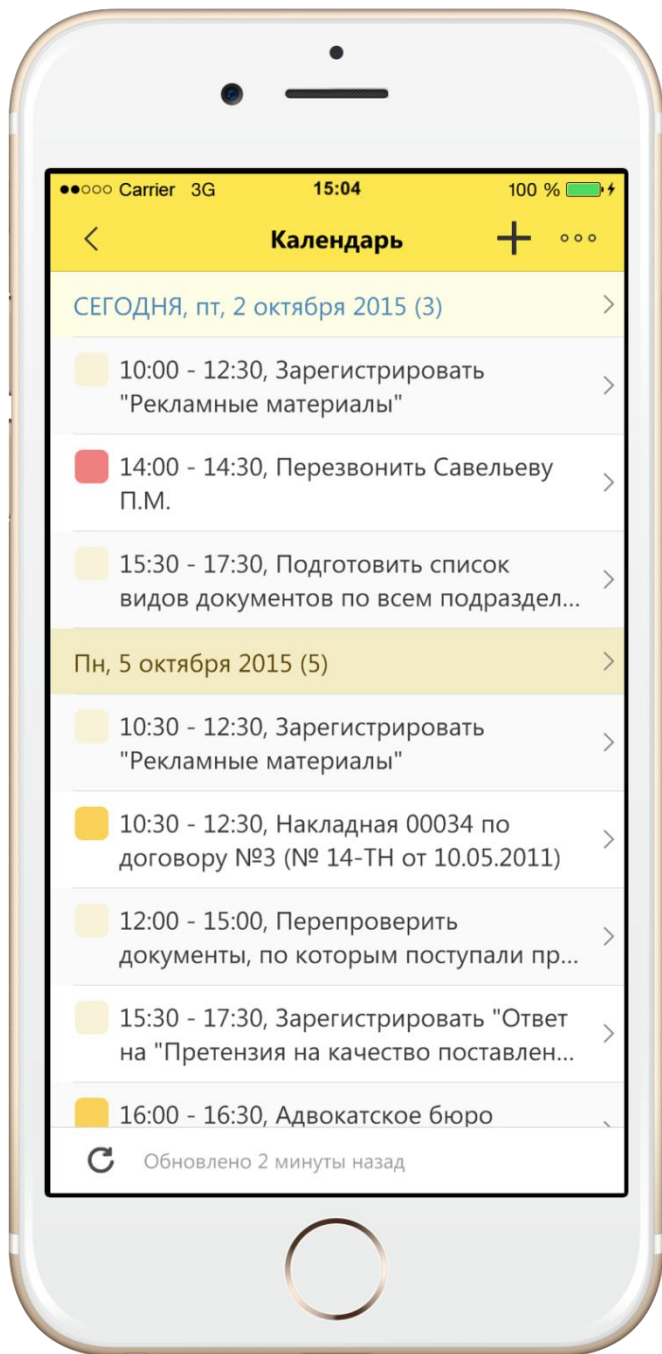 ●●○○○ Carrier 3G 15:04 100 %
Календарь
СЕГОДНЯ, пт, 2 октября 2015 (3)
10:00 - 12:30, Зарегистрировать
"Рекламные материалы"
14:00 - 14:30, Перезвонить Савельеву
П.М.
15:30 - 17:30, Подготовить список
видов документов по всем подраздел...
Пн, 5 октября 2015 (5)
10:30 - 12:30, Зарегистрировать
"Рекламные материалы"
10:30 - 12:30, Накладная 00034 по
договору №3 (№ 14-ТН от 10.05.2011)
12:00 - 15:00, Перепроверить
документы, по которым поступали пр...
15:30 - 17:30, Зарегистрировать "Ответ
на "Претензия на качество поставлен...
16:00 - 16:30, Адвокатское бюро
Обновлено 2 минуты назад